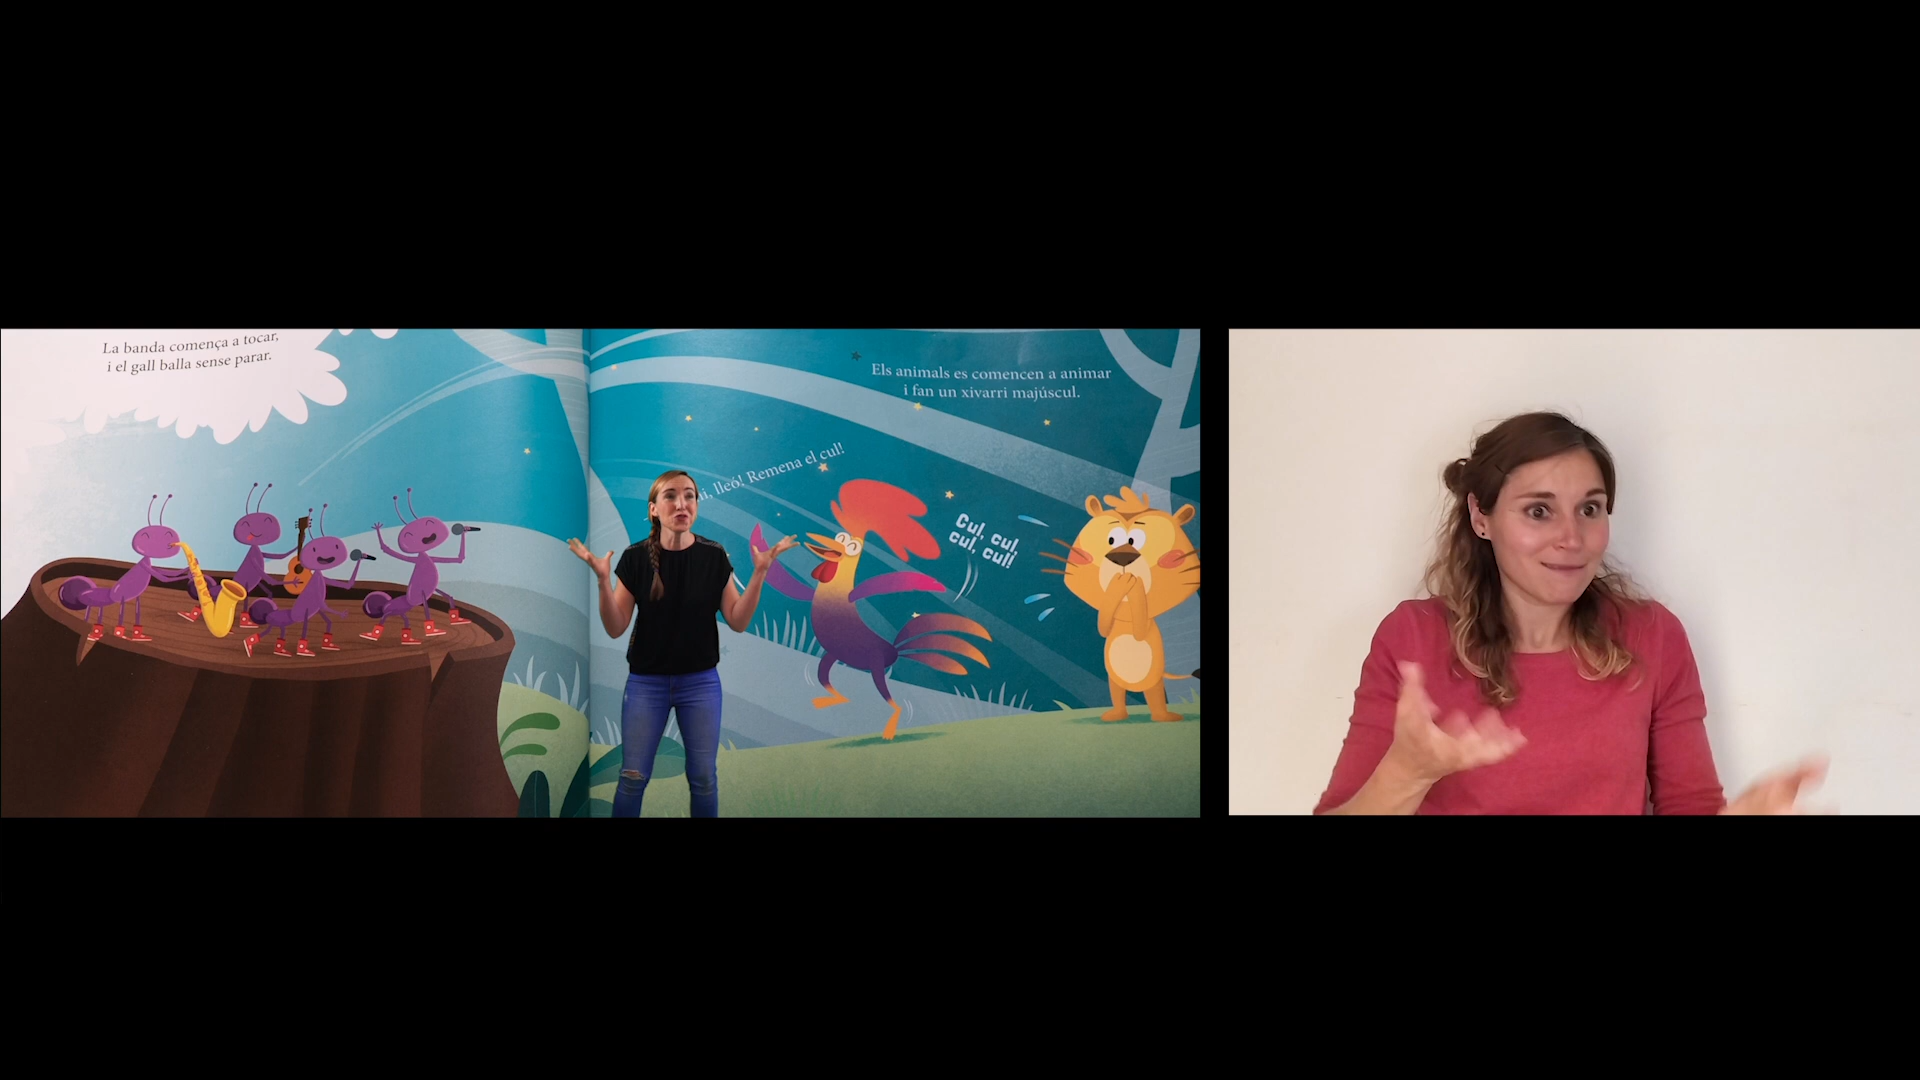 La banda comença a tocar,
i el gall balla sense parar.
Els animals es comencen a animar
i fan un xivarri majúscul.
lleó! Remena el cul!
Cul, cul,
cul, cul!